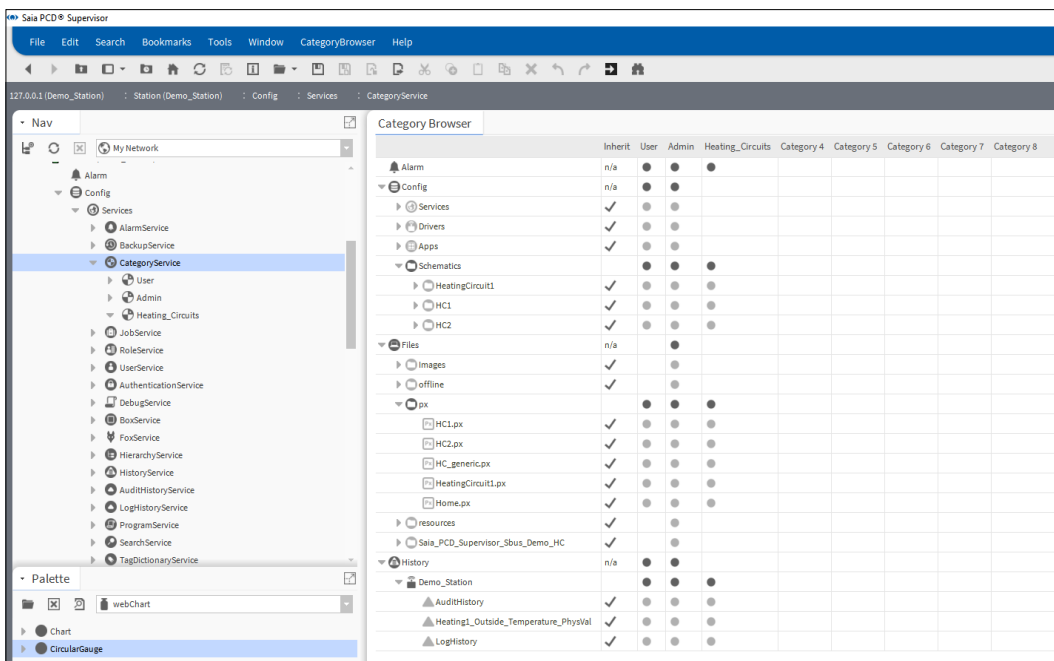 Saia PCD® Supervisor
File Edit Search Bookmarks Tools Window CategoryBrowser Help
127.0.0.1 (Demo_Station) : Station (Demo_Station) : Config : Services : CategoryService
Nav
My Network
Alarm
Config
Services
AlarmService
BackupService
CategoryService
User
Admin
Heating_Circuits
JobService
RoleService
UserService
AuthenticationService
DebugService
BoxService
FoxService
HierarchyService
HistoryService
AuditHistoryService
LogHistoryService
ProgramService
SearchService
TagDictionaryService
Palette
webChart
Chart
CircularGauge
Category Browser
Inherit User Admin Heating_Circuits Category 4 Category 5 Category 6 Category 7 Category 8
Alarm n/a
Config n/a
Services
Drivers
Apps
Schematics
HeatingCircuit1
HC1
HC2
Files n/a
Images
offline
px
Px HC1.px
Px HC2.px
Px HC_generic.px
Px HeatingCircuit1.px
Px Home.px
resources
Saia_PCD_Supervisor_Sbus_Demo_HC
History n/a
Demo_Station
AuditHistory
Heating1_Outside_Temperature_PhysVal
LogHistory